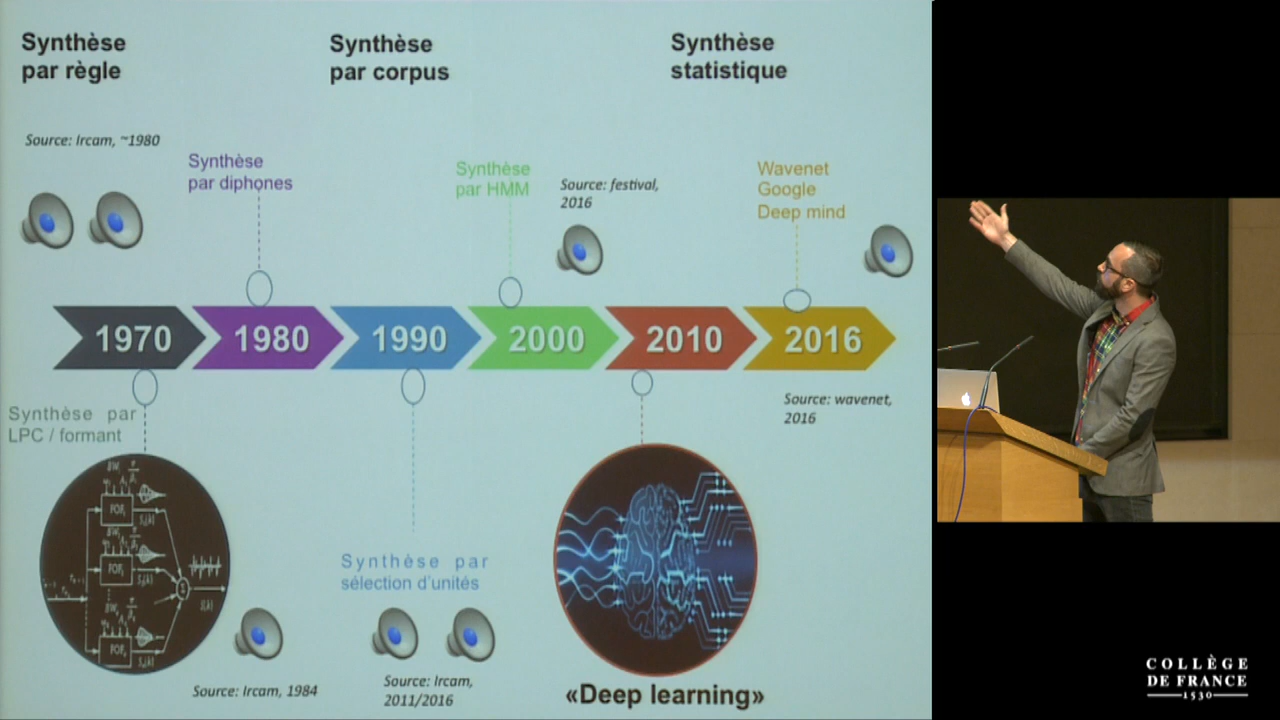 Synthèse
par règle
Synthèse
par corpus
Synthèse
statistique
Source: Ircam, ~1980
Synthèse
par diphones
Synthèse
par HMM
Source: festival,
2016
Wavenet
Google
Deep mind
1970
1980
1990
2000
2010
2016
Synthèse par
LPC / formant
Source: wavenet,
2016
Synthèse par
sélection d'unités
Source: Ircam, 1984
Source: Ircam,
2011/2016
«Deep learning»
COLLÈGE
DE FRANCE
1530